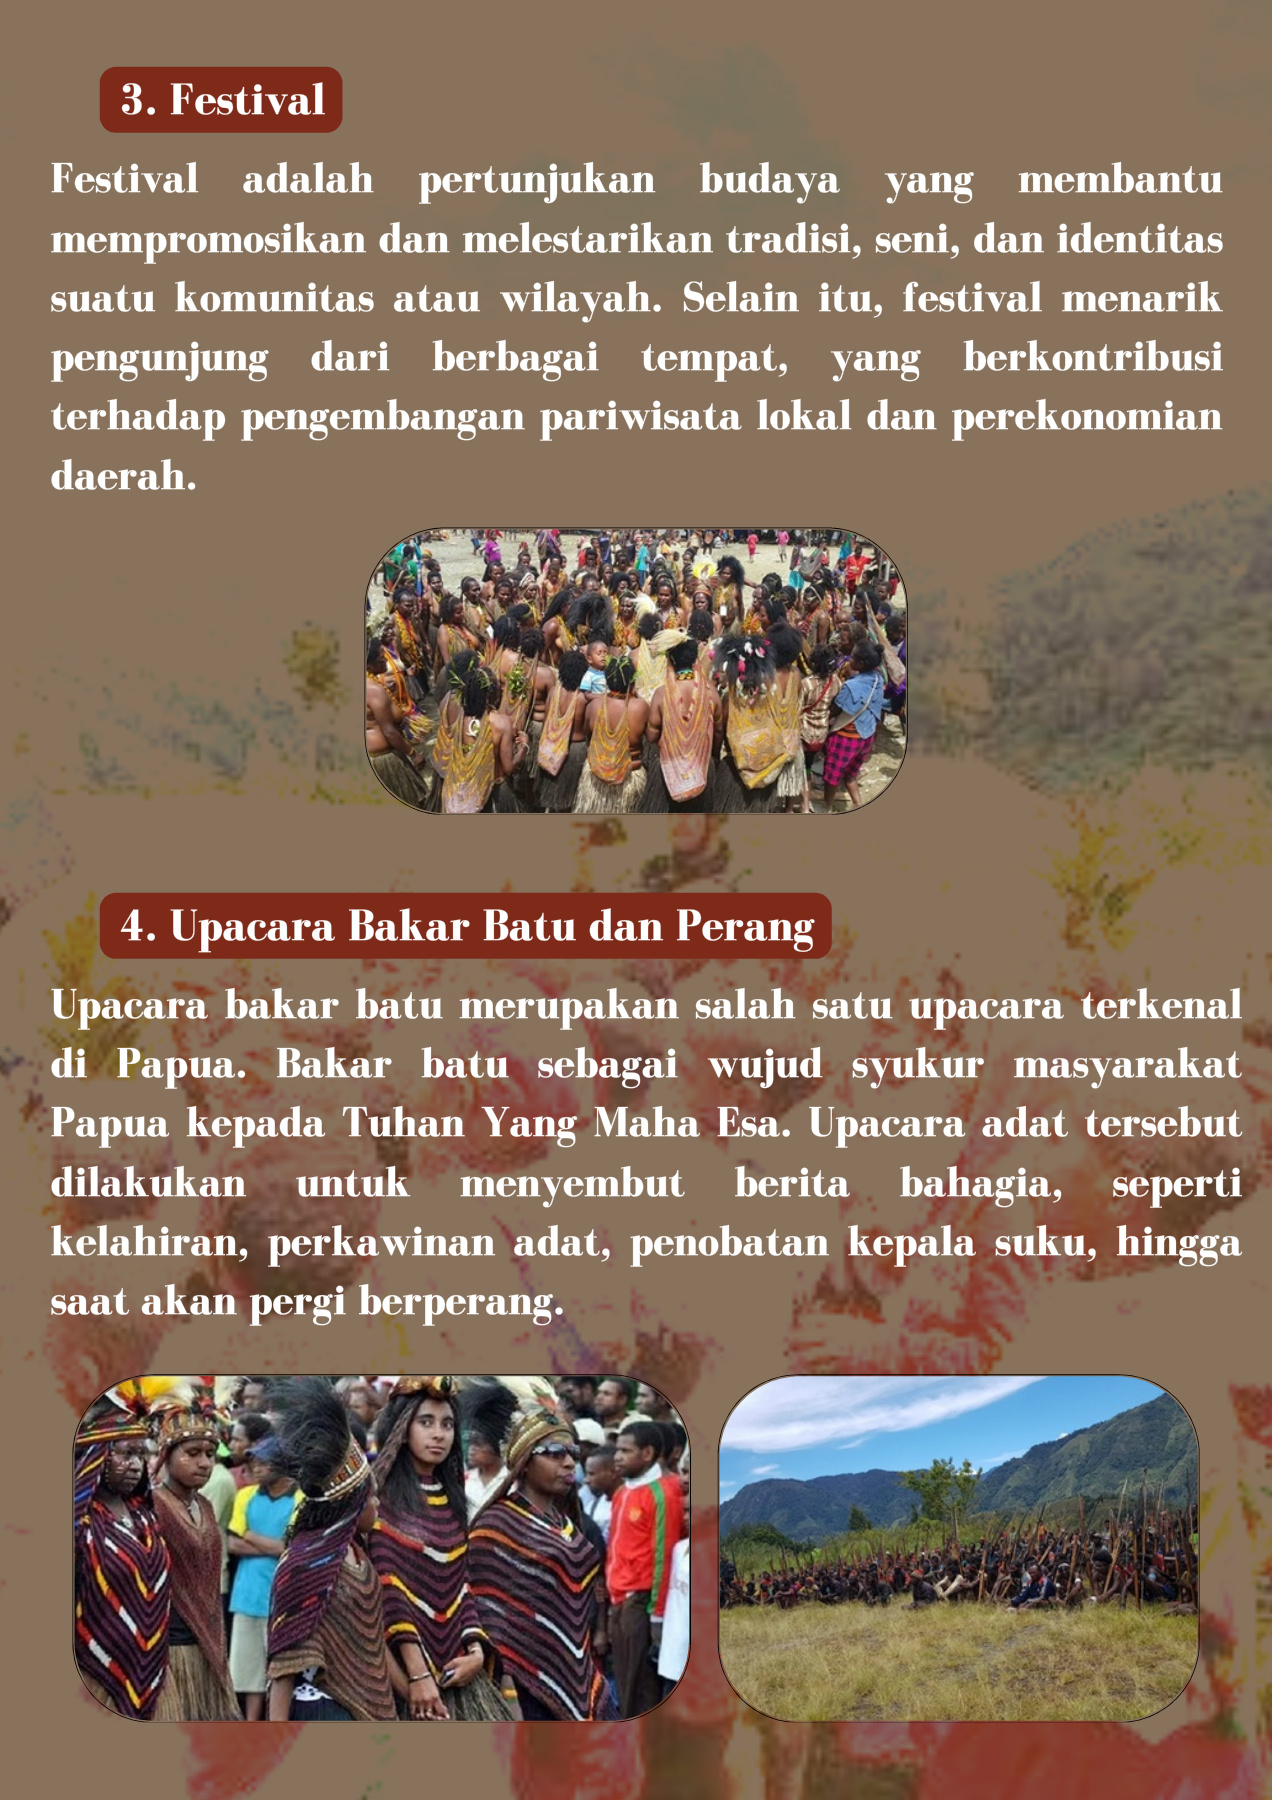 3. Festival
Festival adalah pertunjukan budaya yang membantu
mempromosikan dan melestarikan tradisi, seni, dan identitas
suatu komunitas atau wilayah. Selain itu, festival menarik
pengunjung dari berbagai tempat, yang berkontribusi
terhadap pengembangan pariwisata lokal dan perekonomian
daerah.
4. Upacara Bakar Batu dan Perang
Upacara bakar batu merupakan salah satu upacara terkenal
di Papua. Bakar batu sebagai wujud syukur masyarakat
Papua kepada Tuhan Yang Maha Esa. Upacara adat tersebut
dilakukan untuk menyembut berita bahagia, seperti
kelahiran, perkawinan adat, penobatan kepala suku, hingga
saat akan pergi berperang.